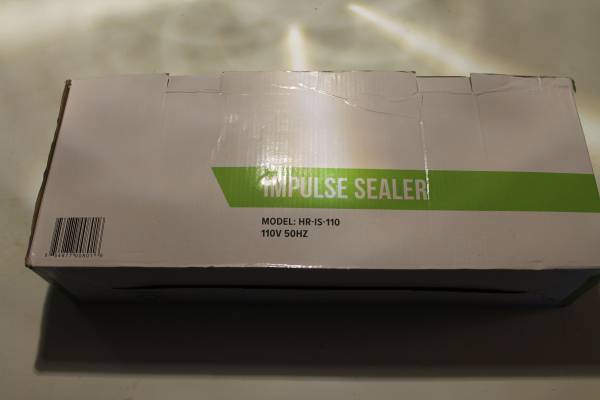 IMPULSE SEALER
MODEL: HR-IS-110
110V 50HZ